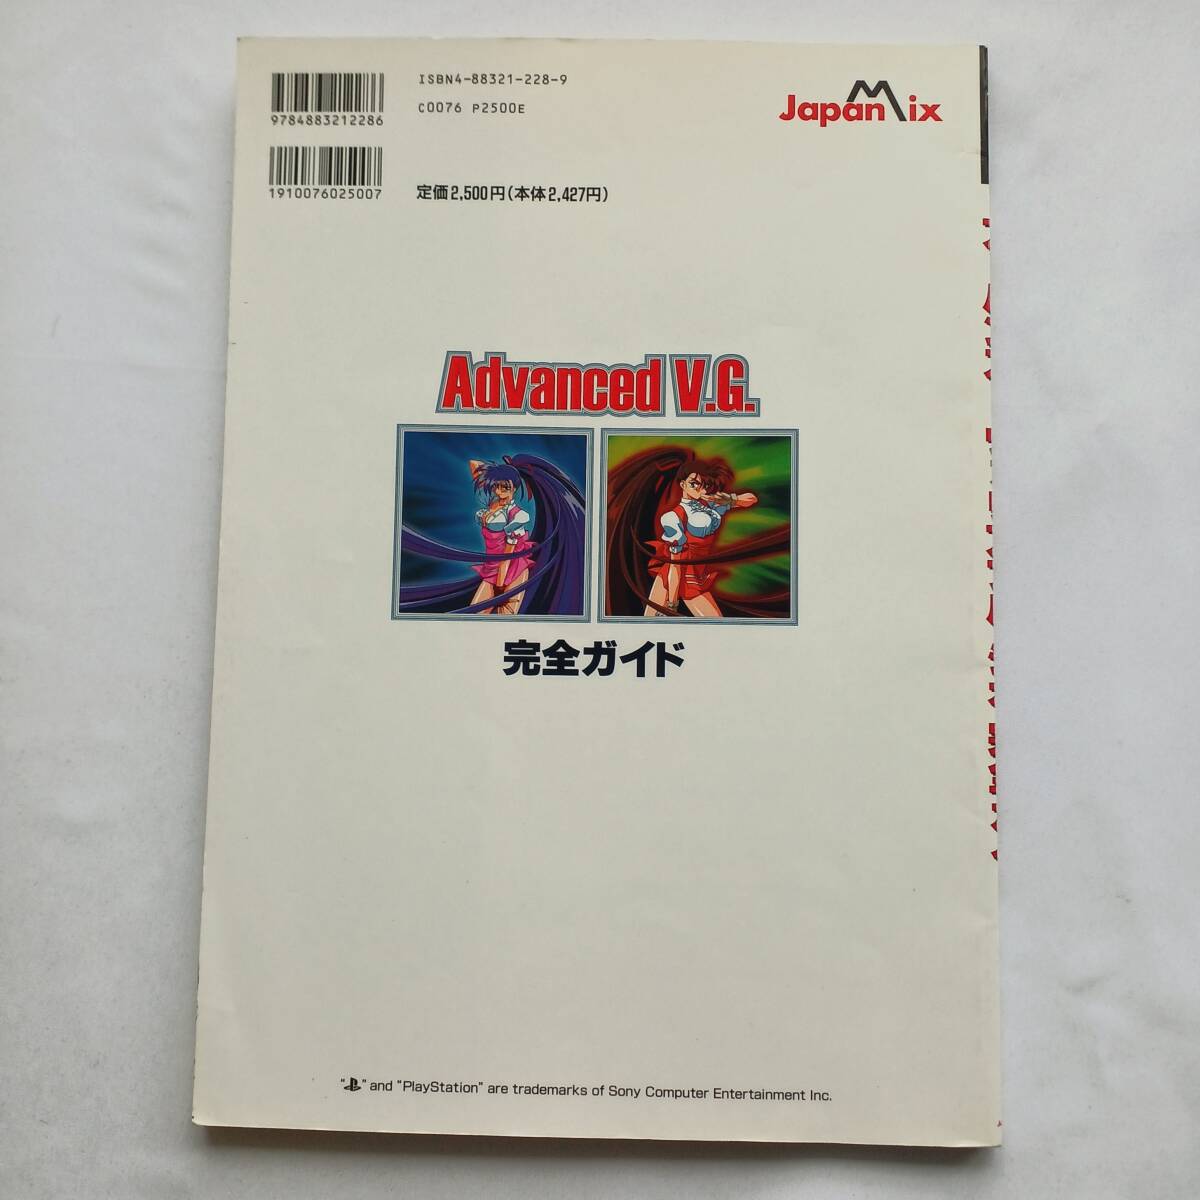 ISBN4-88321-228-9
C0076 P2500E
9784883212286
1910076025007
定価2,500円(本体2,427円)
JapanMix
Advanced V.G.
完全ガイド
" " and "PlayStation" are trademarks of Sony Computer Entertainment Inc.